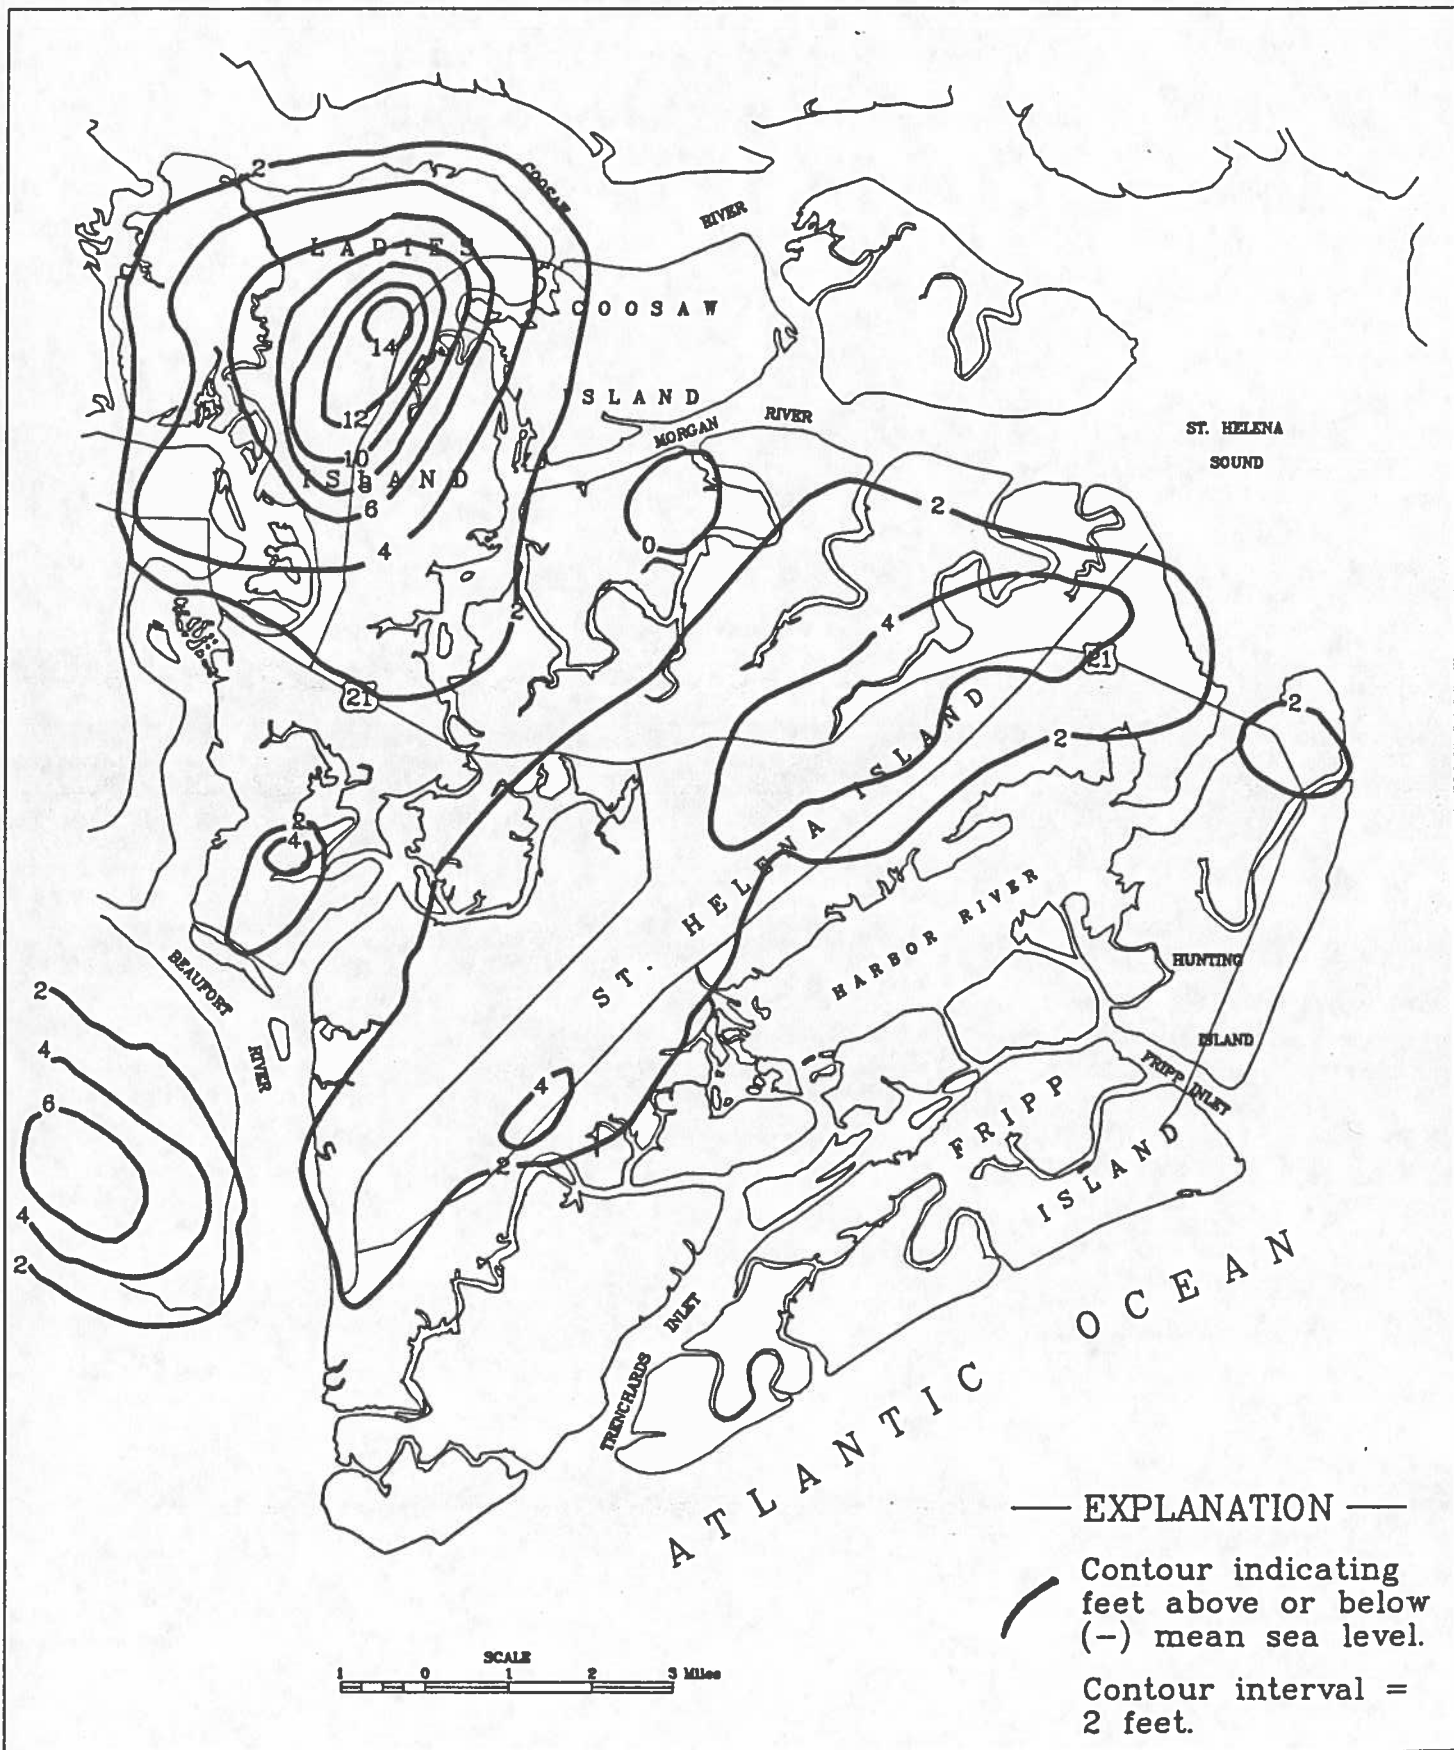 2
COOSAW
RIVER
LADIES
COOSAW
14
ISLAND
12
MORGAN
RIVER
ST. HELENA
SOUND
10
ISLAND
8
6
2
0
4
2
4
21
21
2
2
ST. HELENA ISLAND
2
4
HARBOR RIVER
BEAUFORT
RIVER
HUNTING
ISLAND
2
4
6
4
2
4
2
FRIPP INLET
FRIPP
ISLAND
TRENCHARDS
INLET
ATLANTIC OCEAN
EXPLANATION
Contour indicating
feet above or below
(-) mean sea level.
Contour interval =
2 feet.
SCALE
1 0 1 2 3 Miles